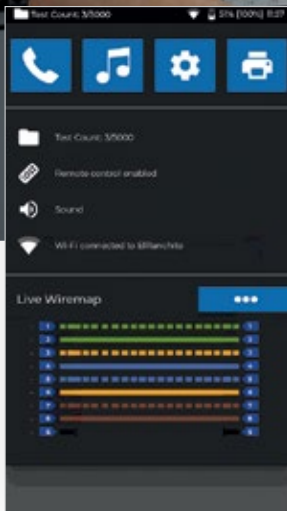 Test Count: 3/5000 51% (100%) 11:27
Test Count: 3/5000
Remote control enabled
Sound
Wi-Fi connected to
Live Wiremap
1 1
2 2
3 3
4 4
5 5
6 6
7 7
8 8
S S